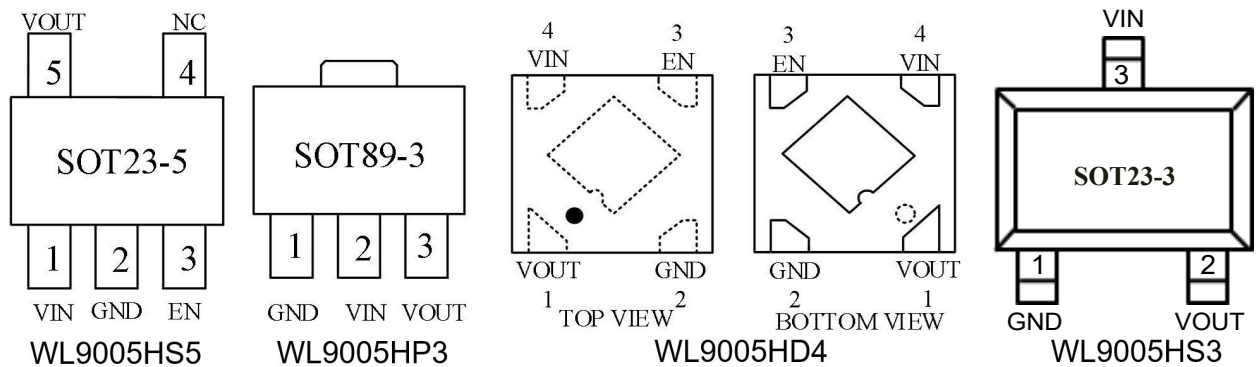 VOUT NC
5 4
SOT23-5
1 2 3
VIN GND EN
WL9005HS5
SOT89-3
1 2 3
GND VIN VOUT
WL9005HP3
4 3
VIN EN
VOUT GND
1 2
TOP VIEW
3 4
EN VIN
GND VOUT
2 1
BOTTOM VIEW
WL9005HD4
VIN
3
SOT23-3
1 2
GND VOUT
WL9005HS3